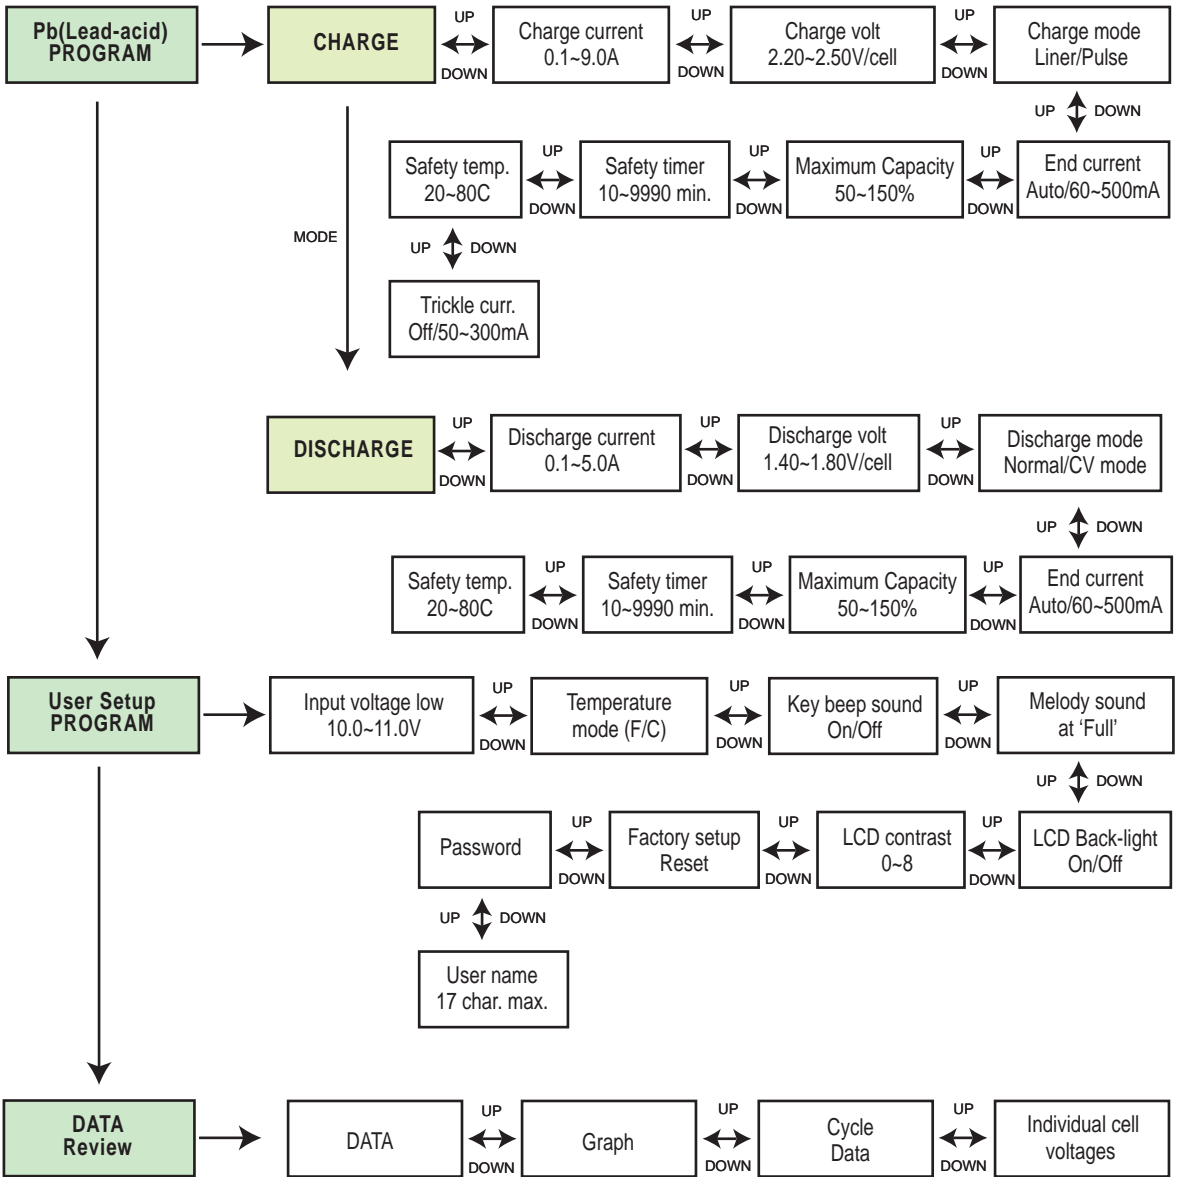 Pb(Lead-acid)
PROGRAM
CHARGE
UP
DOWN
Charge current
0.1~9.0A
UP
DOWN
Charge volt
2.20~2.50V/cell
UP
DOWN
Charge mode
Liner/Pulse
UP DOWN
Safety temp.
20~80C
UP
DOWN
Safety timer
10~9990 min.
UP
DOWN
Maximum Capacity
50~150%
UP
DOWN
End current
Auto/60~500mA
MODE
UP DOWN
Trickle curr.
Off/50~300mA
DISCHARGE
UP
DOWN
Discharge current
0.1~5.0A
UP
DOWN
Discharge volt
1.40~1.80V/cell
UP
DOWN
Discharge mode
Normal/CV mode
UP DOWN
Safety temp.
20~80C
UP
DOWN
Safety timer
10~9990 min.
UP
DOWN
Maximum Capacity
50~150%
UP
DOWN
End current
Auto/60~500mA
User Setup
PROGRAM
Input voltage low
10.0~11.0V
UP
DOWN
Temperature
mode (F/C)
UP
DOWN
Key beep sound
On/Off
UP
DOWN
Melody sound
at ‘Full’
UP DOWN
Password
UP
DOWN
Factory setup
Reset
UP
DOWN
LCD contrast
0~8
UP
DOWN
LCD Back-light
On/Off
UP DOWN
User name
17 char. max.
DATA
Review
DATA
UP
DOWN
Graph
UP
DOWN
Cycle
Data
UP
DOWN
Individual cell
voltages